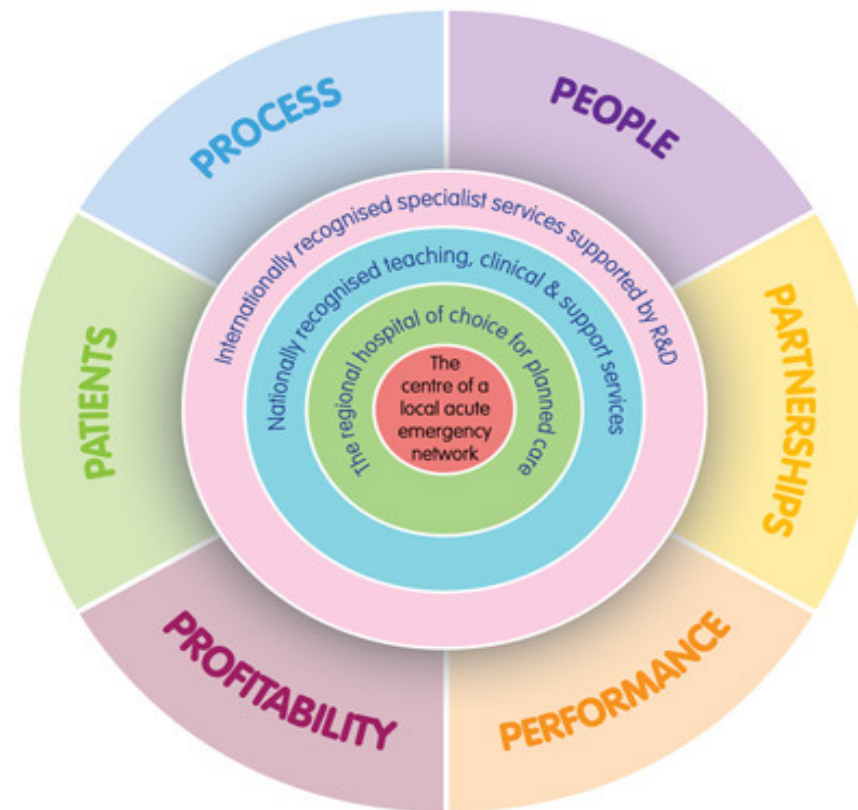 PROCESS
PEOPLE
PARTNERSHIPS
PERFORMANCE
PROFITABILITY
PATIENTS
Internationally recognised specialist services supported by R&D
Nationally recognised teaching, clinical & support services
The regional hospital of choice for planned care
The
centre of a
local acute
emergency
network